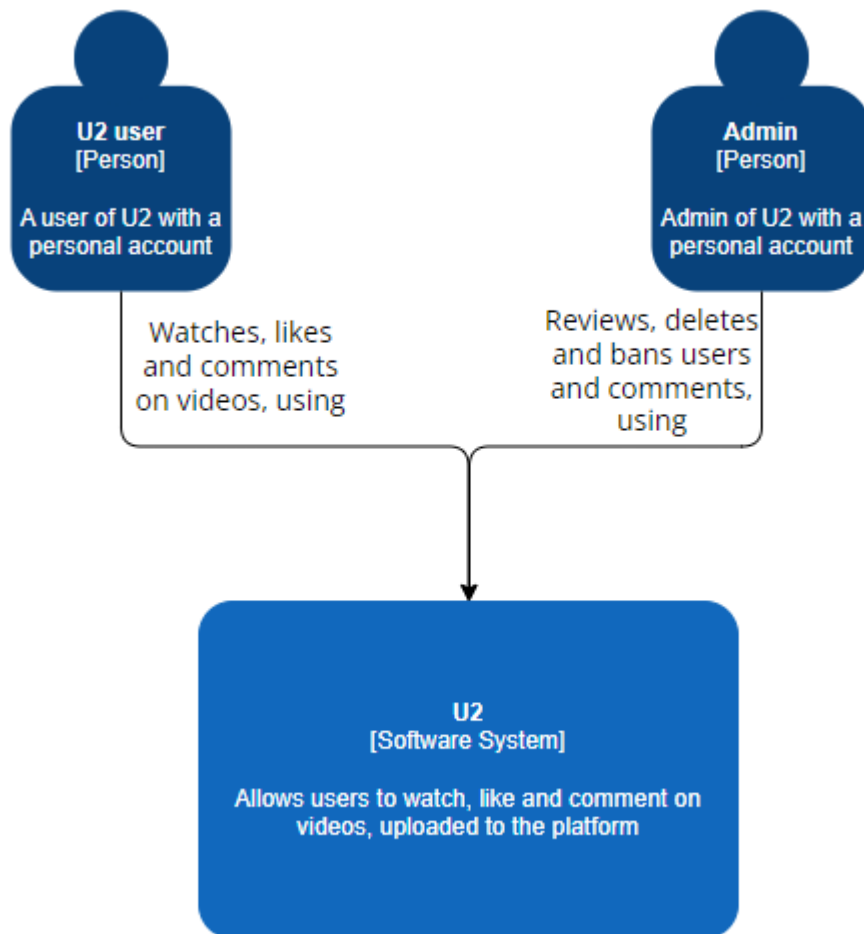 U2 user
[Person]
A user of U2 with a
personal account
Admin
[Person]
Admin of U2 with a
personal account
Watches, likes
and comments
on videos, using
Reviews, deletes
and bans users
and comments,
using
U2
[Software System]
Allows users to watch, like and comment on
videos, uploaded to the platform